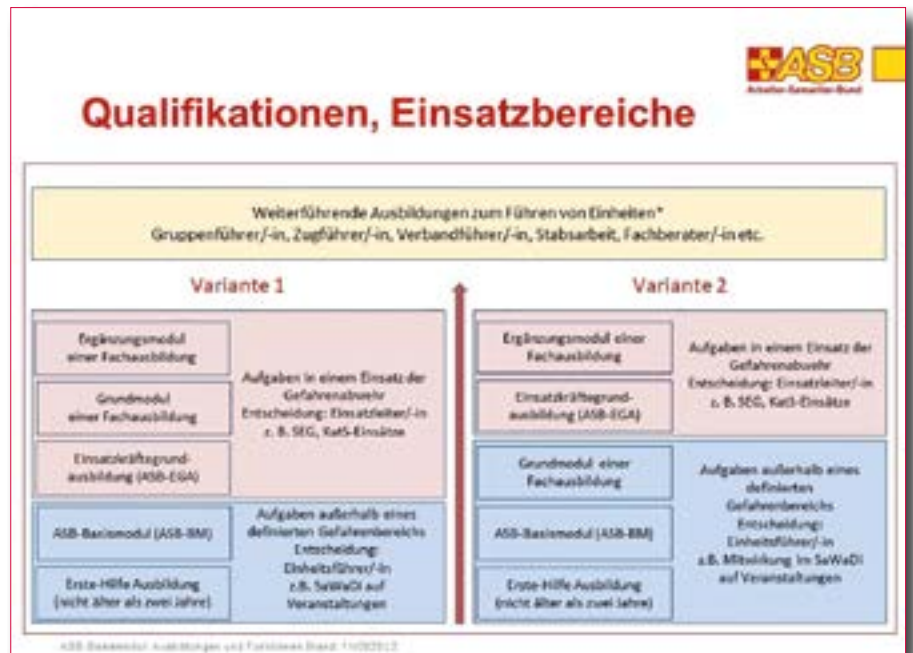 ASB
Arbeiter-Samariter-Bund
Qualifikationen, Einsatzbereiche
Weiterführende Ausbildungen zum Führen von Einheiten*
Gruppenführer/-in, Zugführer/-in, Verbandführer/-in, Stabsarbeit, Fachberater/-in etc.
Variante 1
Ergänzungsmodul
einer Fachausbildung
Grundmodul
einer Fachausbildung
Einsatzkräftegrund-
ausbildung (ASB-EGA)
Aufgaben in einem Einsatz der
Gefahrenabwehr
Entscheidung: Einsatzleiter/-in
z. B. SEG, KatS-Einsätze
ASB-Basismodul (ASB-BM)
Erste-Hilfe Ausbildung
(nicht älter als zwei Jahre)
Aufgaben außerhalb eines
definierten Gefahrenbereichs
Entscheidung:
Einheitsführer/-in
z.B. SaWaDi auf
Veranstaltungen
Variante 2
Ergänzungsmodul einer
Fachausbildung
Einsatzkräftegrund-
ausbildung (ASB-EGA)
Aufgaben in einem Einsatz der
Gefahrenabwehr
Entscheidung: Einsatzleiter/-in
z. B. SEG, KatS-Einsätze
Grundmodul einer
Fachausbildung
ASB-Basismodul (ASB-BM)
Erste-Hilfe Ausbildung
(nicht älter als zwei Jahre)
Aufgaben außerhalb eines
definierten
Gefahrenbereichs
Entscheidung:
Einheitsführer/-in
z.B. Mitwirkung im SaWaDi
auf Veranstaltungen
ASB-Basismodul Ausbildungen und Funktionen Stand